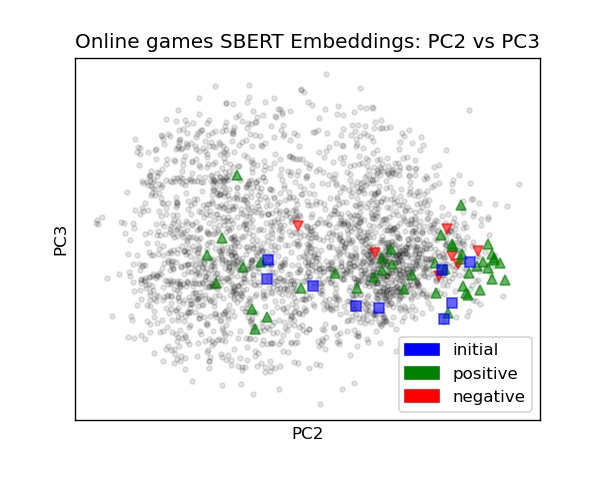 Online games SBERT Embeddings: PC2 vs PC3
PC3
initial
positive
negative
PC2